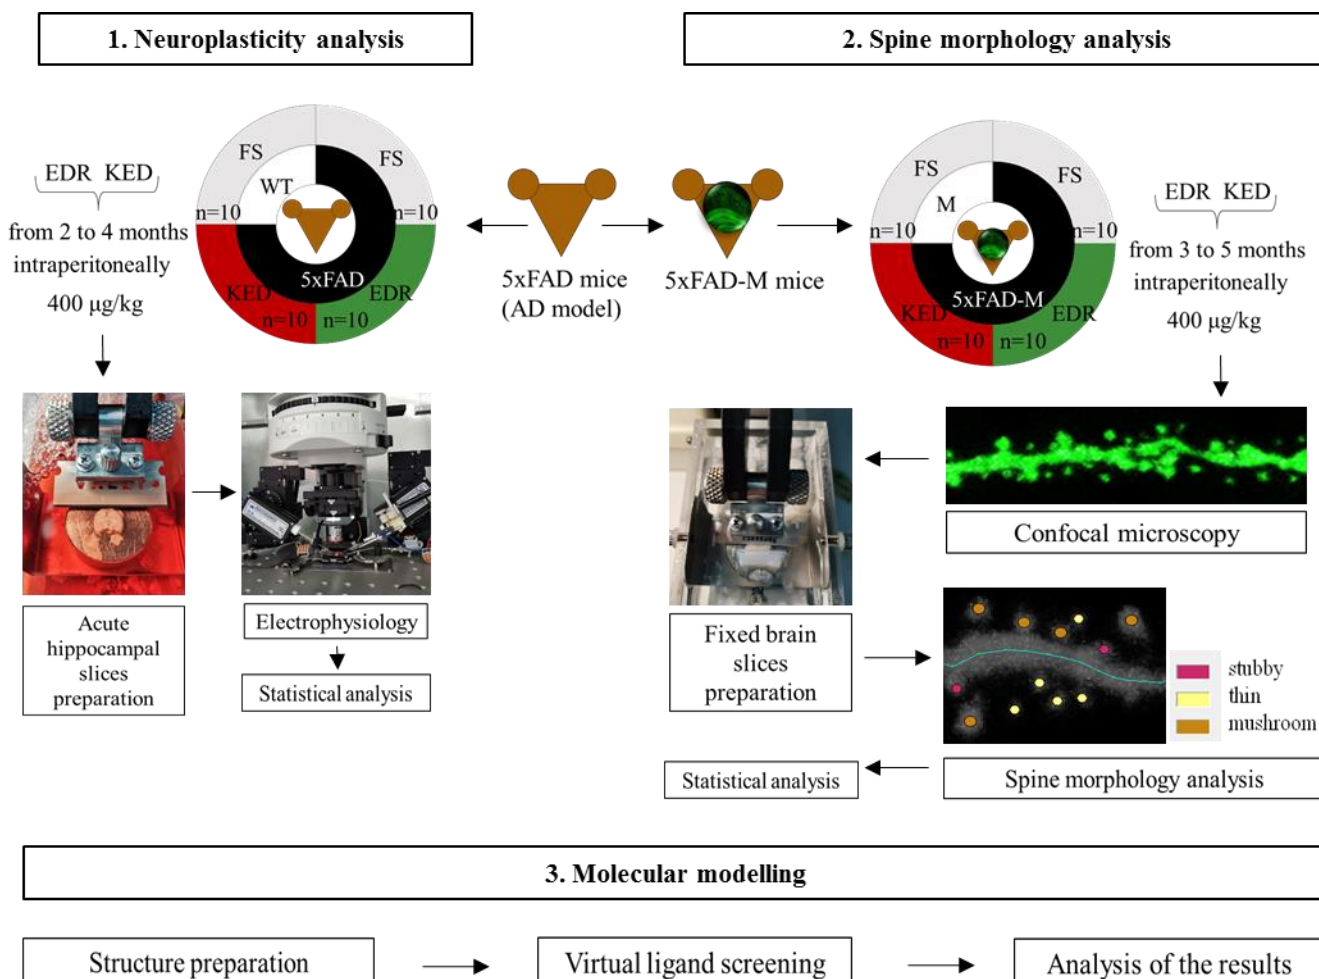 1. Neuroplasticity analysis
2. Spine morphology analysis
EDR KED
from 2 to 4 months
intraperitoneally
400 µg/kg
FS
FS
WT
n=10
n=10
5xFAD
KED
EDR
n=10
n=10
5xFAD mice
(AD model)
5xFAD-M mice
FS
FS
M
n=10
n=10
5xFAD-M
KED
EDR
n=10
n=10
EDR KED
from 3 to 5 months
intraperitoneally
400 µg/kg
Acute
hippocampal
slices
preparation
Electrophysiology
Statistical analysis
Confocal microscopy
Fixed brain
slices
preparation
stubby
thin
mushroom
Spine morphology analysis
Statistical analysis
3. Molecular modelling
Structure preparation
Virtual ligand screening
Analysis of the results